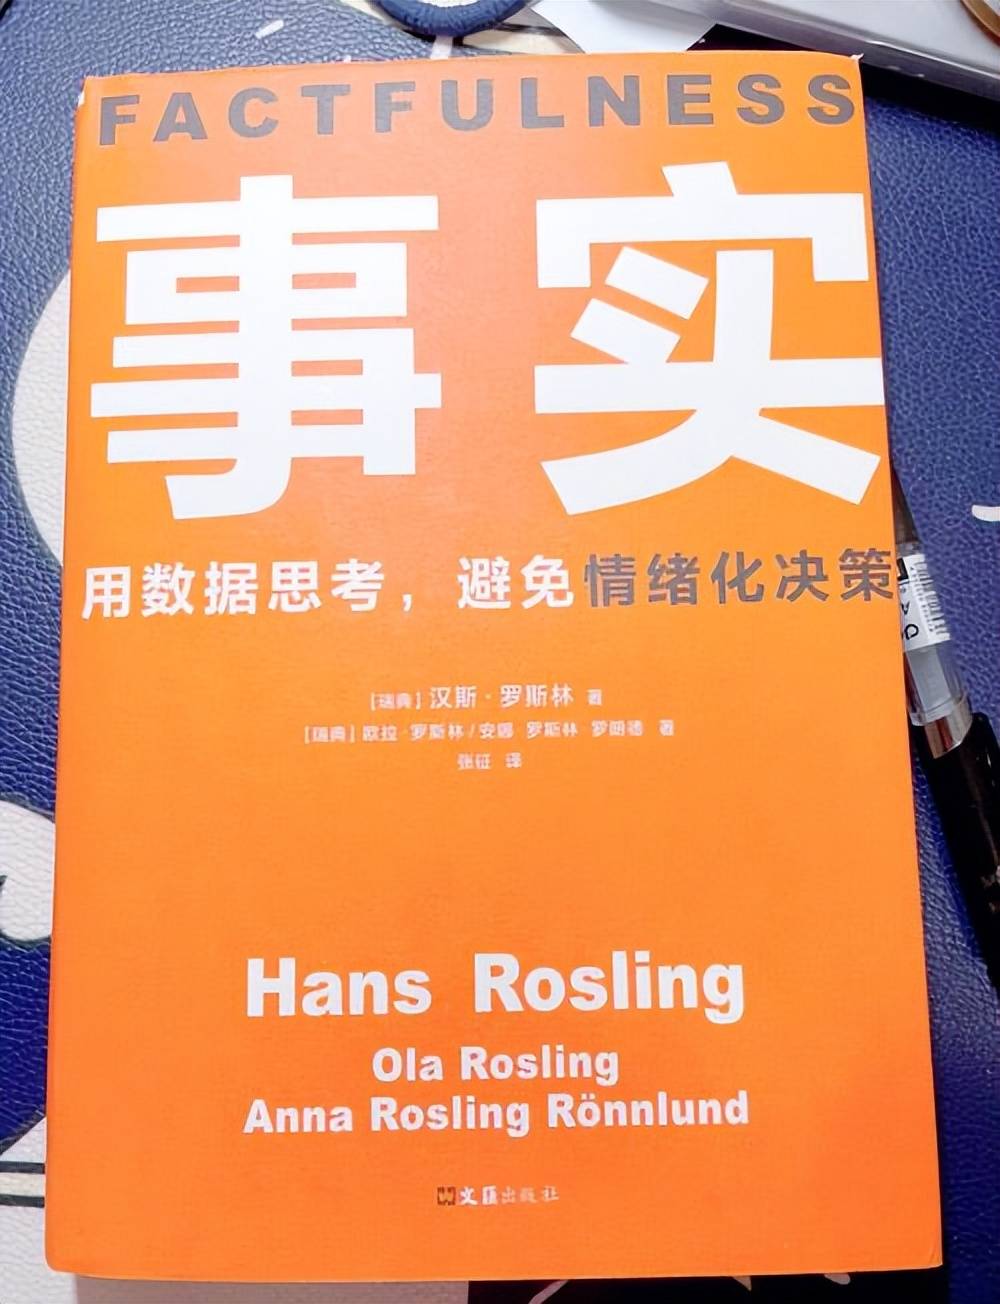 FACTFULNESS
事实
用数据思考，避免情绪化决策
[瑞典] 汉斯·罗斯林 著
[瑞典] 欧拉·罗斯林/安娜·罗斯林·罗朗德 著
张征 译
Hans Rosling
Ola Rosling
Anna Rosling Rönnlund
文匯出版社